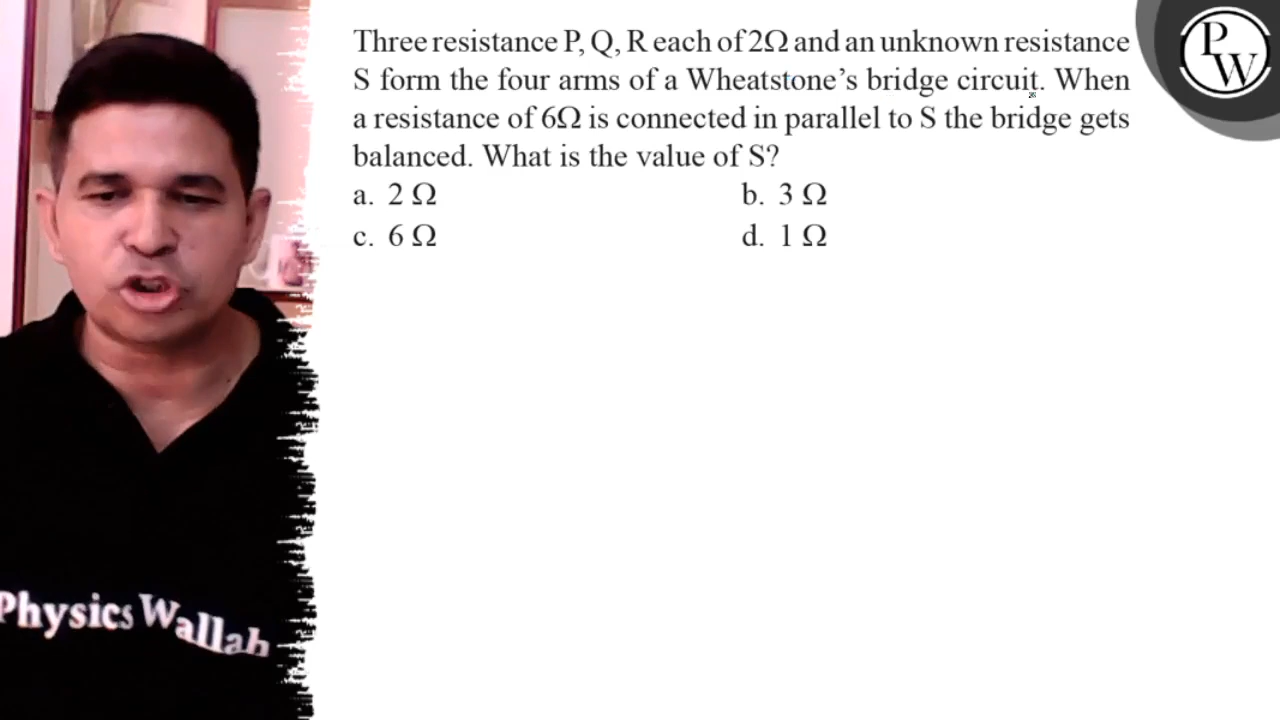 Three resistance P, Q, R each of 2Ω and an unknown resistance
S form the four arms of a Wheatstone’s bridge circuit. When
a resistance of 6Ω is connected in parallel to S the bridge gets
balanced. What is the value of S?
a. 2 Ω b. 3 Ω
c. 6 Ω d. 1 Ω
PW
Physics Wallah